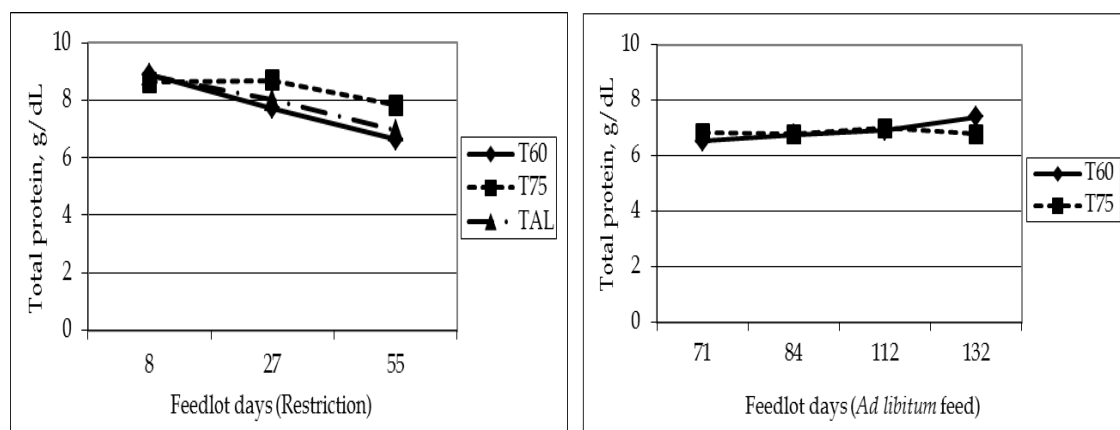 Total protein, g/dL
10
8
6
4
2
0
8 27 55
Feedlot days (Restriction)
T60
T75
TAL
Total protein, g/dL
10
8
6
4
2
0
71 84 112 132
Feedlot days (Ad libitum feed)
T60
T75